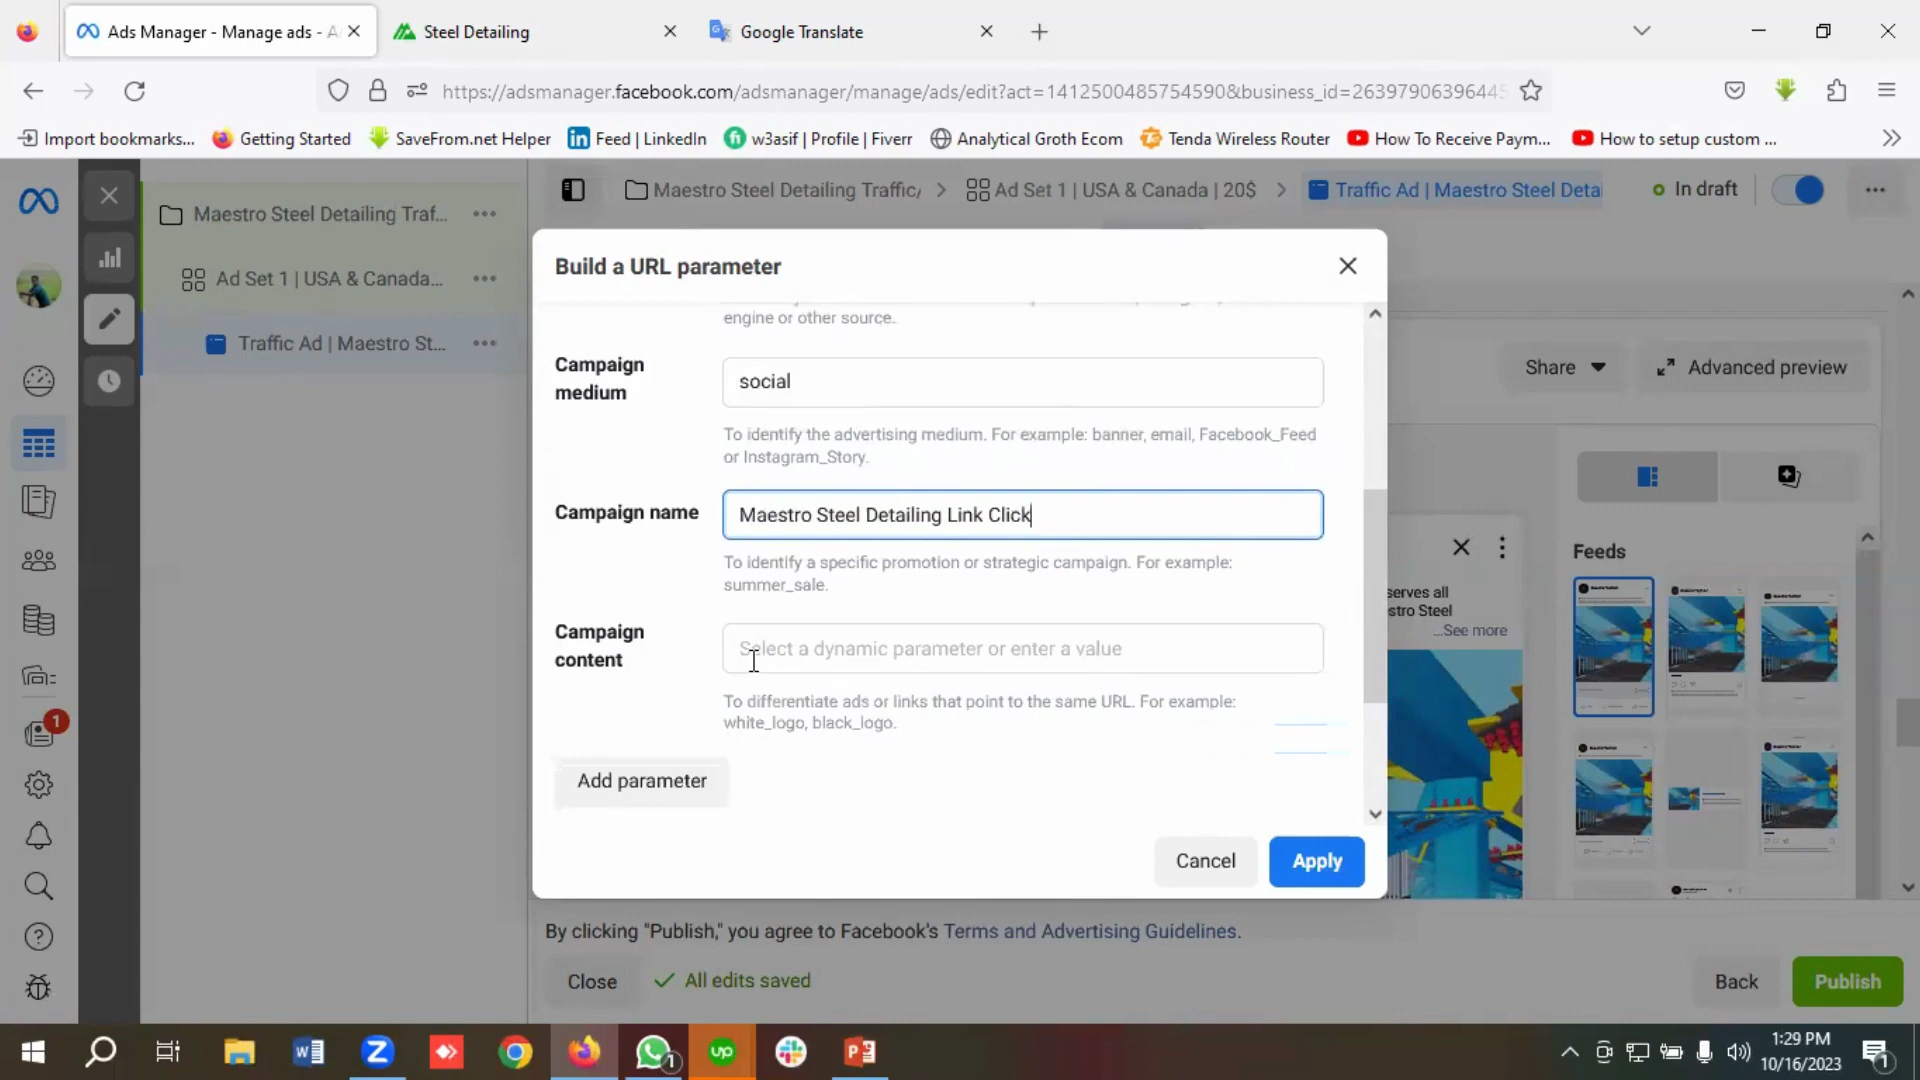 Ads Manager - Manage ads - A
Steel Detailing
Google Translate
https://adsmanager.facebook.com/adsmanager/manage/ads/edit?act=1412500485754590&business_id=26397906396445
Import bookmarks...
Getting Started
SaveFrom.net Helper
Feed | LinkedIn
w3asif | Profile | Fiverr
Analytical Groth Ecom
Tenda Wireless Router
How To Receive Paym...
How to setup custom ...
Maestro Steel Detailing Traf...
Ad Set 1 | USA & Canada...
Traffic Ad | Maestro St...
Maestro Steel Detailing Traffic/
Ad Set 1 | USA & Canada | 20$
Traffic Ad | Maestro Steel Deta
In draft
Build a URL parameter
engine or other source.
Campaign medium
social
To identify the advertising medium. For example: banner, email, Facebook_Feed
or Instagram_Story.
Campaign name
Maestro Steel Detailing Link Click
To identify a specific promotion or strategic campaign. For example:
summer_sale.
Campaign content
Select a dynamic parameter or enter a value
To differentiate ads or links that point to the same URL. For example:
white_logo, black_logo.
Add parameter
Cancel
Apply
Share
Advanced preview
Feeds
serves all
stro Steel
...See more
By clicking "Publish," you agree to Facebook's Terms and Advertising Guidelines.
Close
All edits saved
Back
Publish
1
1
up
1:29 PM
10/16/2023
1